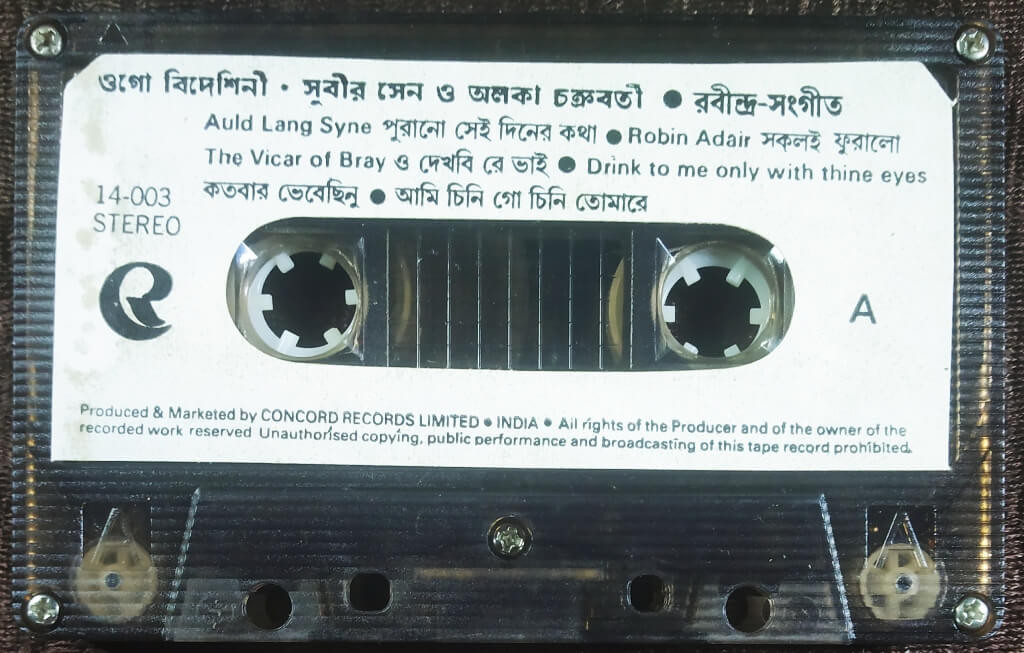 ওগো বিদেশিনী • সুবীর সেন ও অলকা চক্রবর্তী ● রবীন্দ্র-সংগীত
Auld Lang Syne পুরানো সেই দিনের কথা ● Robin Adair সকলই ফুরালো
The Vicar of Bray ও দেখবি রে ভাই ● Drink to me only with thine eyes
কতবার ভেবেছিনু ● আমি চিনি গো চিনি তোমারে
14-003
STEREO
A
Produced & Marketed by CONCORD RECORDS LIMITED ● INDIA ● All rights of the Producer and of the owner of the
recorded work reserved Unauthorised copying, public performance and broadcasting of this tape record prohibited.